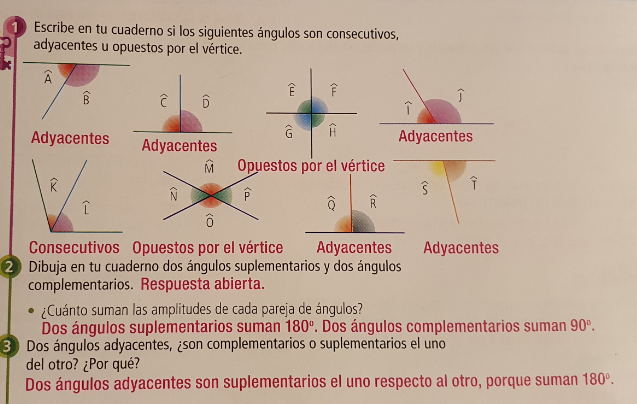 1 Escribe en tu cuaderno si los siguientes ángulos son consecutivos,
adyacentes u opuestos por el vértice.
Â B̂ Ĉ D̂ Ê F̂ Ĝ Ĥ Î Ĵ
Adyacentes Adyacentes Opuestos por el vértice Adyacentes
K̂ L̂ M̂ N̂ P̂ Ô Q̂ R̂ Ŝ T̂
Consecutivos Opuestos por el vértice Adyacentes Adyacentes
2 Dibuja en tu cuaderno dos ángulos suplementarios y dos ángulos
complementarios. Respuesta abierta.
• ¿Cuánto suman las amplitudes de cada pareja de ángulos?
Dos ángulos suplementarios suman 180º. Dos ángulos complementarios suman 90º.
3 Dos ángulos adyacentes, ¿son complementarios o suplementarios el uno
del otro? ¿Por qué?
Dos ángulos adyacentes son suplementarios el uno respecto al otro, porque suman 180º.